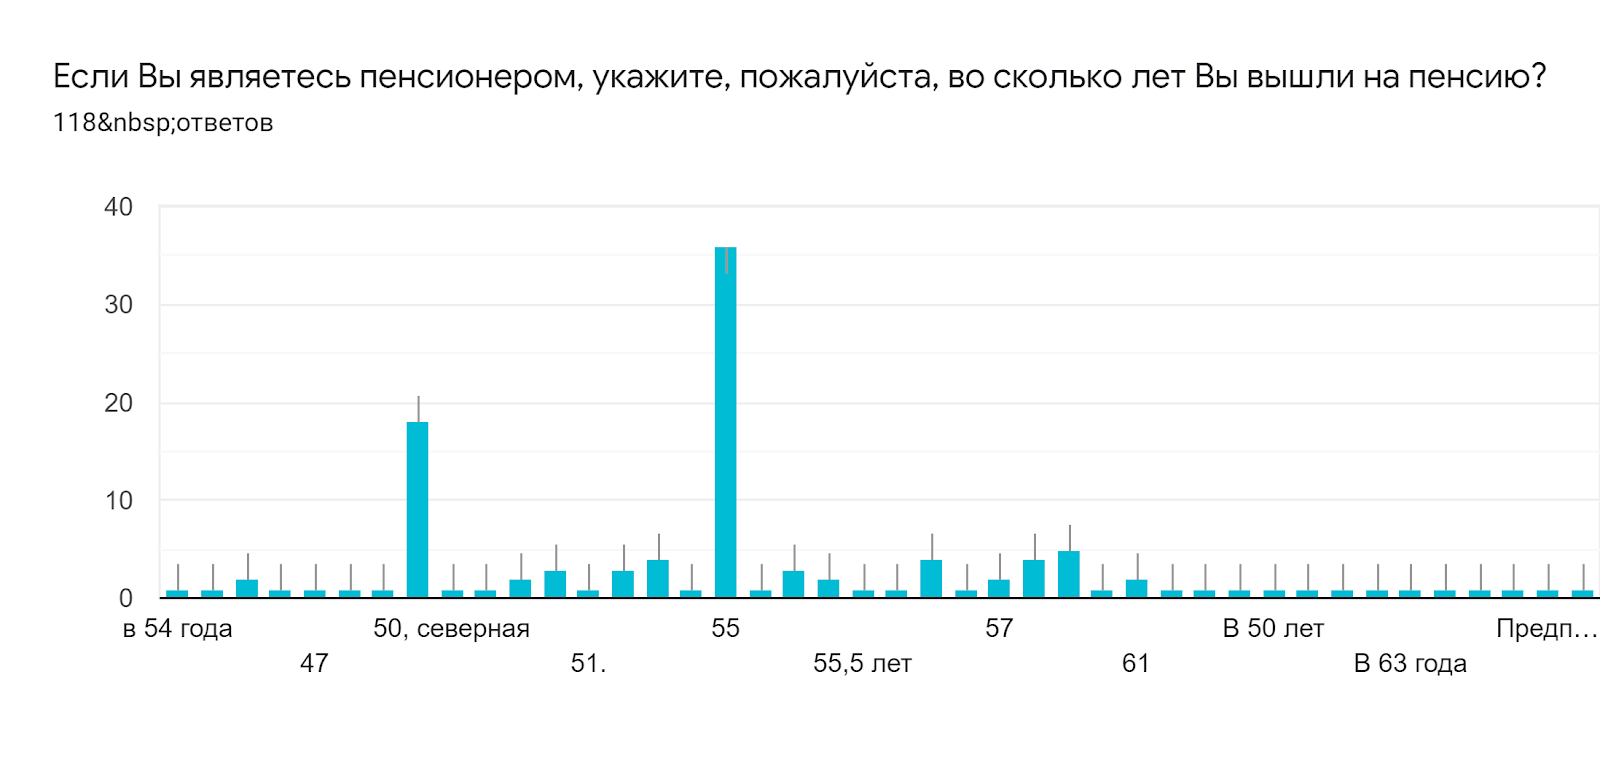 Если Вы являетесь пенсионером, укажите, пожалуйста, во сколько лет Вы вышли на пенсию?
118&nbsp;ответов
40
30
20
10
0
в 54 года
50, северная
55
57
В 50 лет
Предп…
47
51.
55,5 лет
61
В 63 года